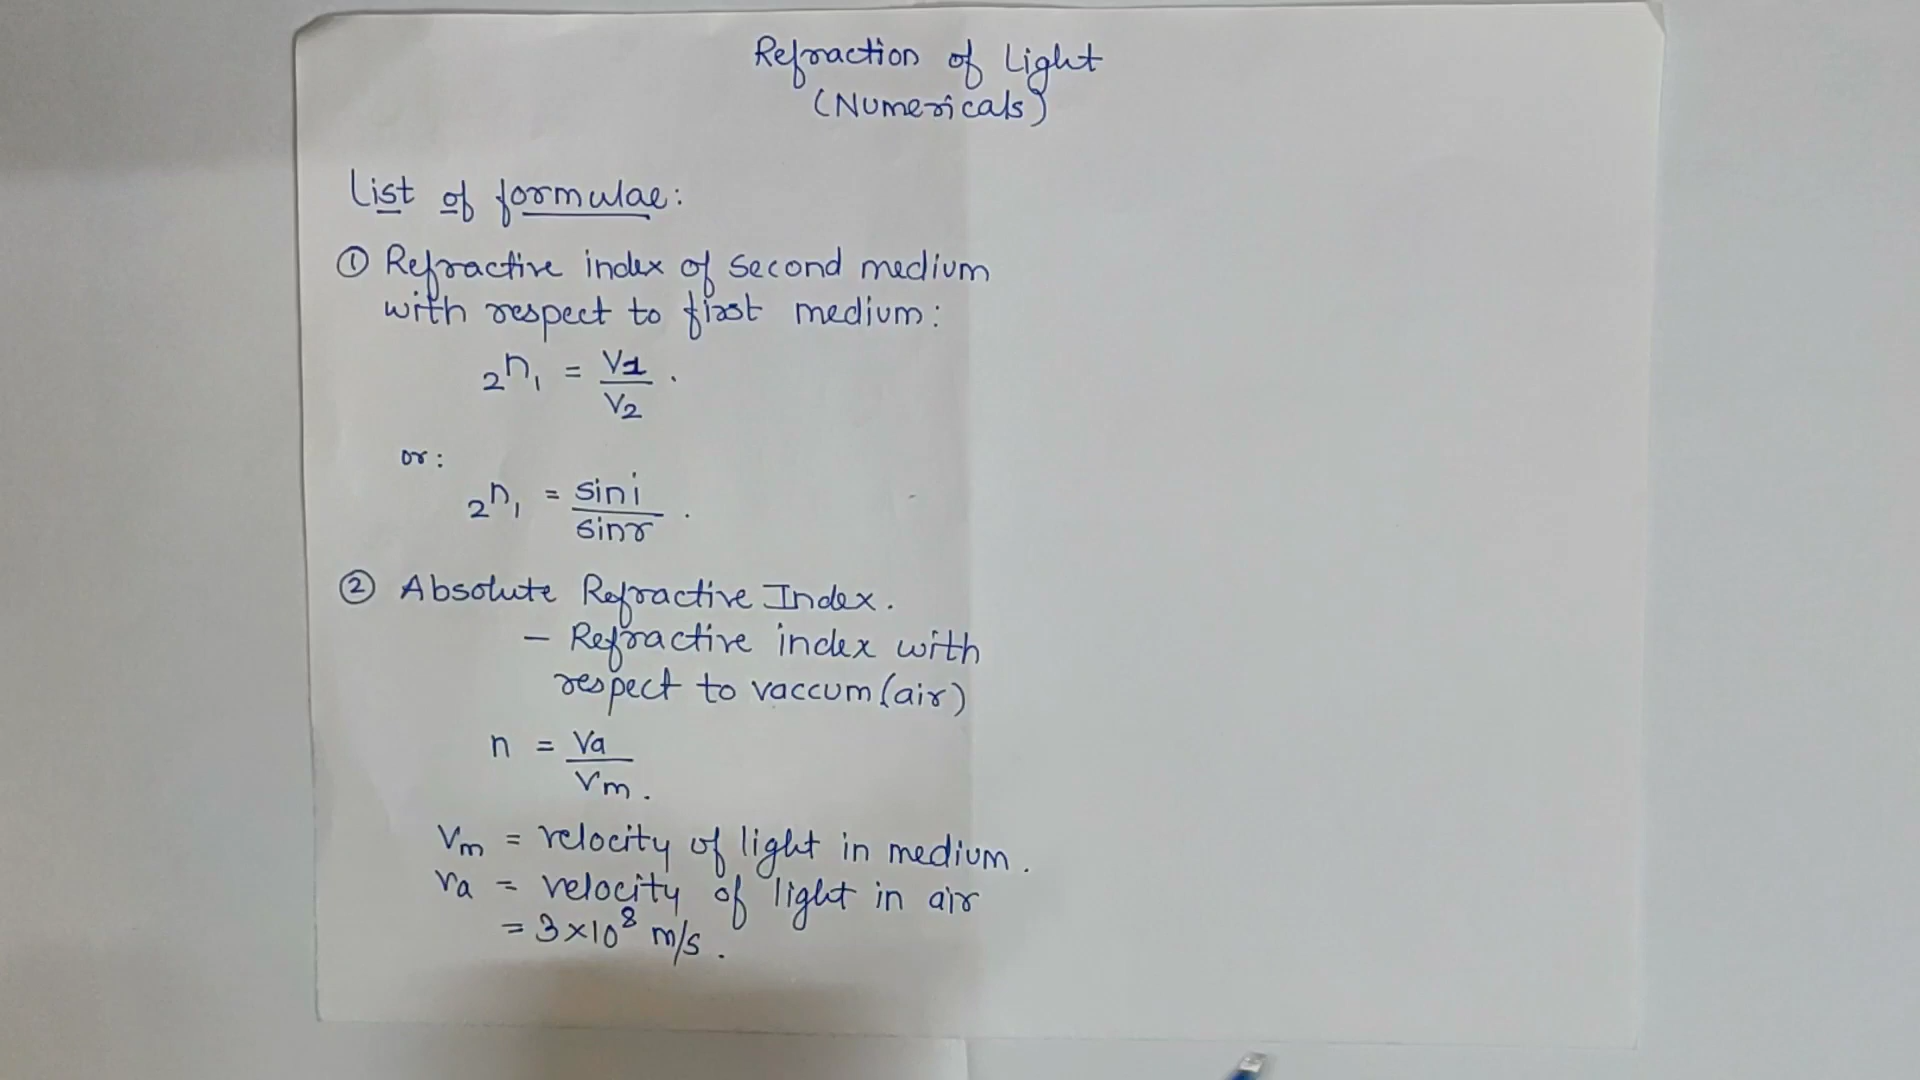 Refraction of Light
(Numericals)
List of formulae:
① Refractive index of second medium
with respect to first medium:
₂n₁ = V1/V2 .
or:
₂n₁ = sini/sinr .
② Absolute Refractive Index.
– Refractive index with
respect to vaccum (air)
n = Va/Vm .
Vm = velocity of light in medium.
Va = velocity of light in air
= 3×10⁸ m/s .